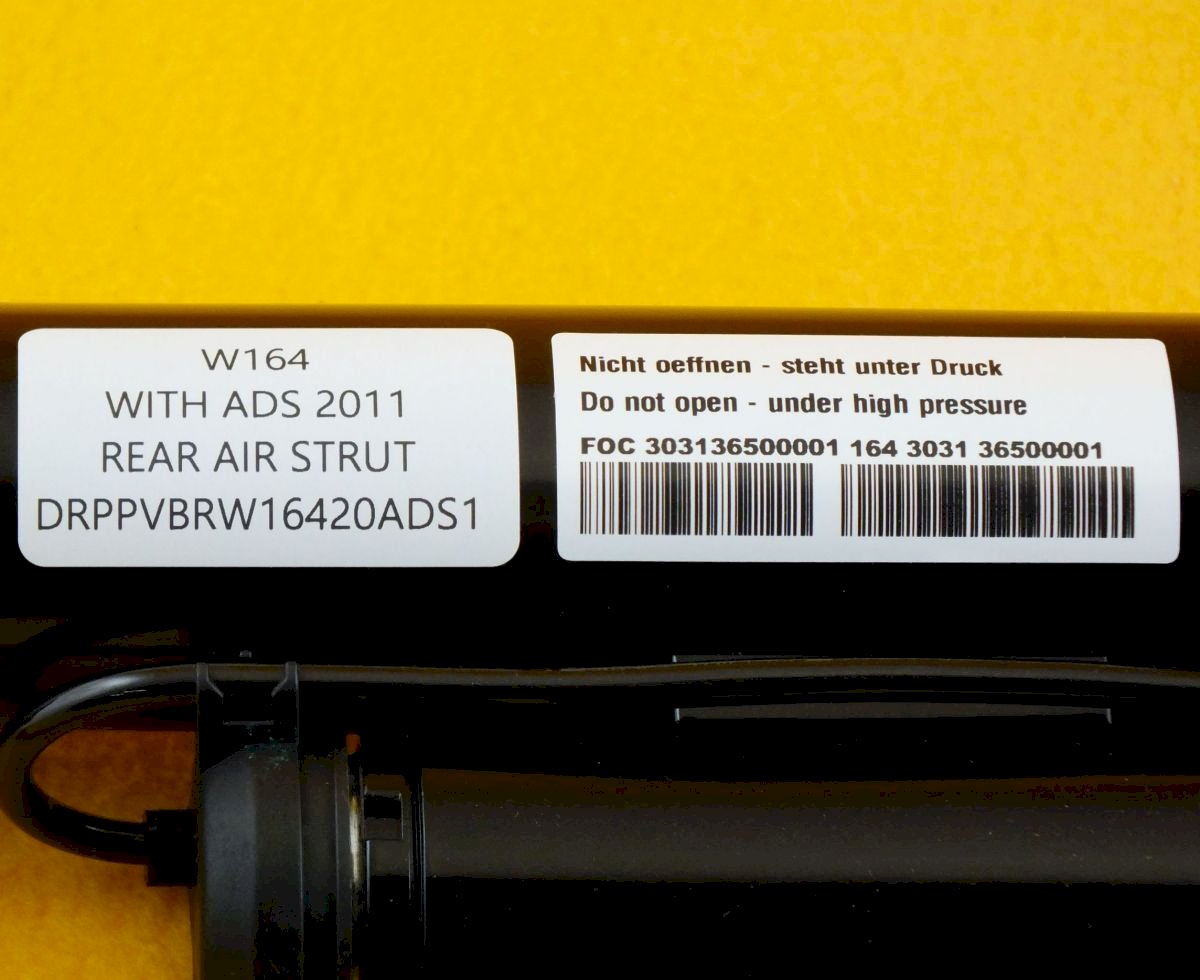 W164
WITH ADS 2011
REAR AIR STRUT
DRPPVBRW16420ADS1
Nicht oeffnen - steht unter Druck
Do not open - under high pressure
FOC 303136500001 164 3031 36500001